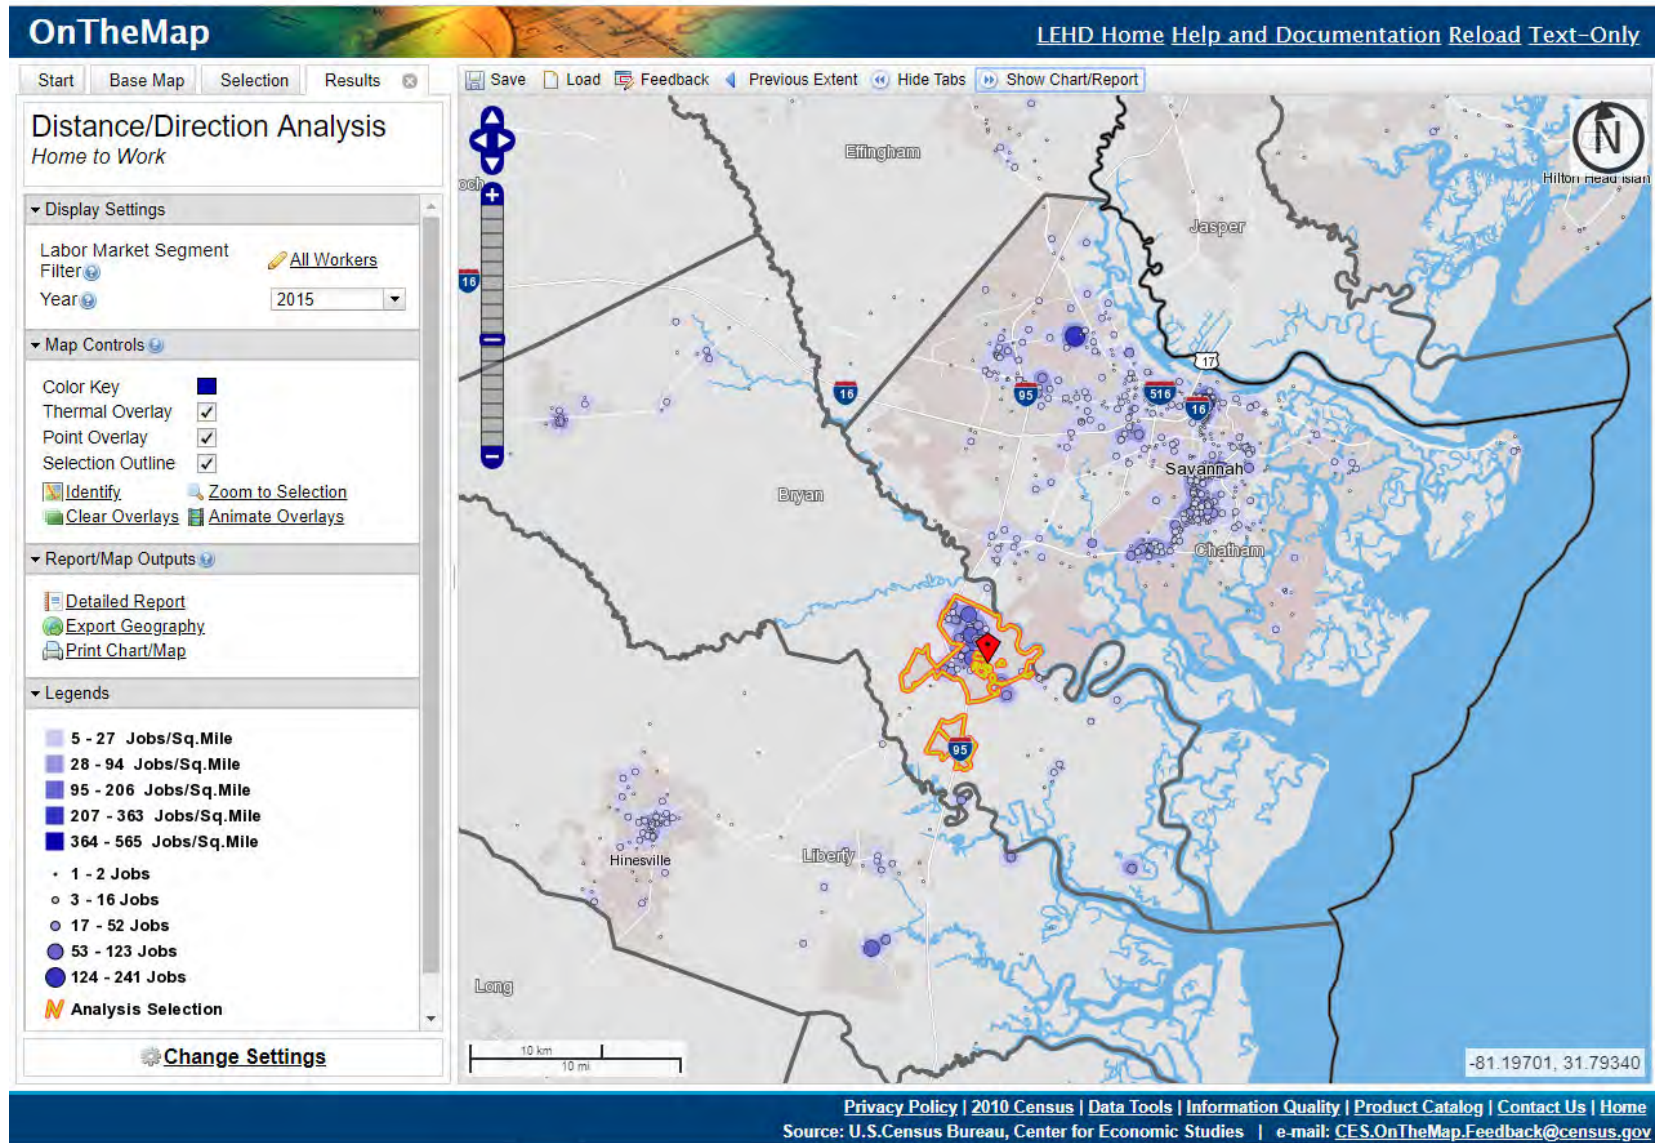 OnTheMap
LEHD Home Help and Documentation Reload Text-Only
Start Base Map Selection Results
Save Load Feedback Previous Extent Hide Tabs Show Chart/Report
Distance/Direction Analysis
Home to Work
Display Settings
Labor Market Segment
Filter All Workers
Year 2015
Map Controls
Color Key
Thermal Overlay
Point Overlay
Selection Outline
Identify Zoom to Selection
Clear Overlays Animate Overlays
Report/Map Outputs
Detailed Report
Export Geography
Print Chart/Map
Legends
5 - 27 Jobs/Sq.Mile
28 - 94 Jobs/Sq.Mile
95 - 206 Jobs/Sq.Mile
207 - 363 Jobs/Sq.Mile
364 - 565 Jobs/Sq.Mile
1 - 2 Jobs
3 - 16 Jobs
17 - 52 Jobs
53 - 123 Jobs
124 - 241 Jobs
Analysis Selection
Change Settings
N
Effingham
Hilton Head Islan
och
Jasper
16
17
16
95
516
16
Savannah
Bryan
Chatham
95
Hinesville
Liberty
Long
10 km
10 mi
-81.19701, 31.79340
Privacy Policy | 2010 Census | Data Tools | Information Quality | Product Catalog | Contact Us | Home
Source: U.S.Census Bureau, Center for Economic Studies | e-mail: CES.OnTheMap.Feedback@census.gov